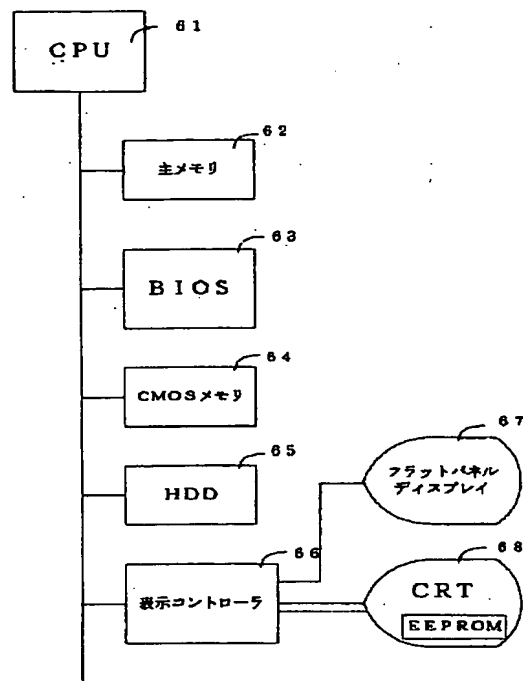 61
CPU
62
主メモリ
63
BIOS
64
CMOSメモリ
65
HDD
66
表示コントローラ
67
フラットパネル
ディスプレイ
68
CRT
EEPROM